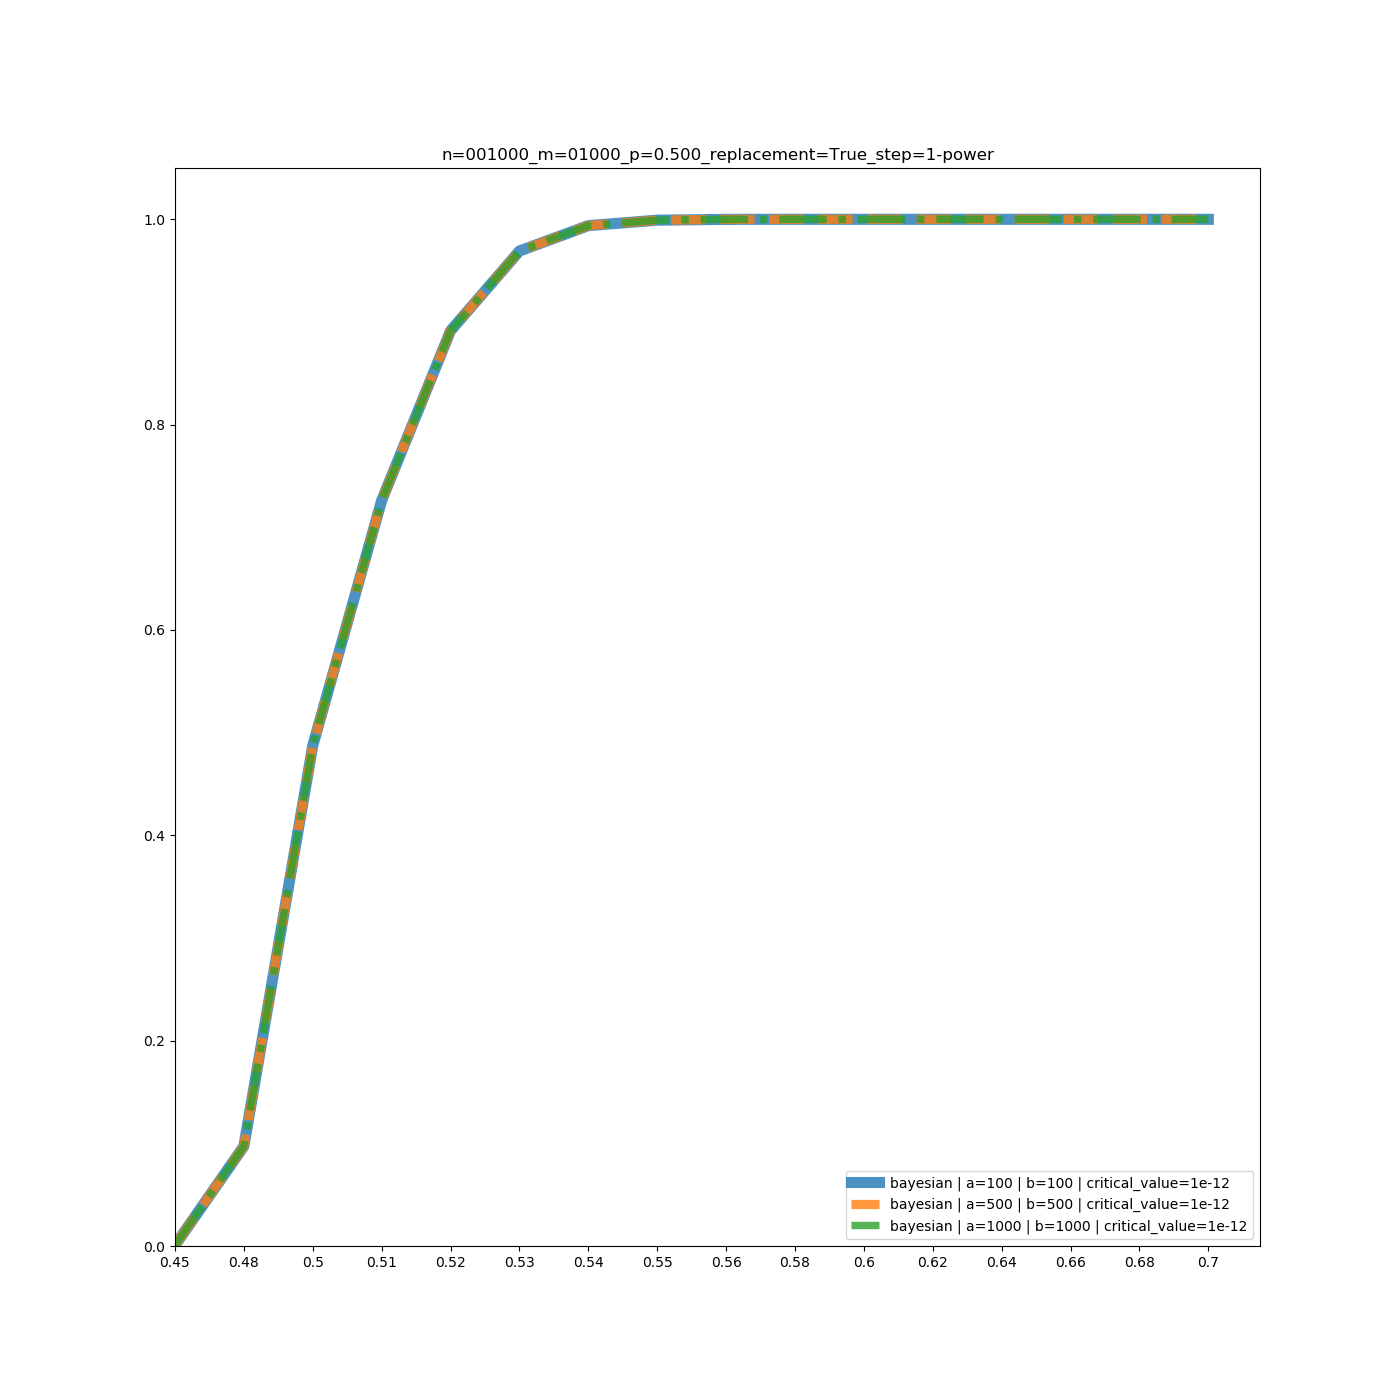 n=001000_m=01000_p=0.500_replacement=True_step=1-power
1.0
0.8
0.6
0.4
0.2
0.0
0.45 0.48 0.5 0.51 0.52 0.53 0.54 0.55 0.56 0.58 0.6 0.62 0.64 0.66 0.68 0.7
bayesian | a=100 | b=100 | critical_value=1e-12
bayesian | a=500 | b=500 | critical_value=1e-12
bayesian | a=1000 | b=1000 | critical_value=1e-12